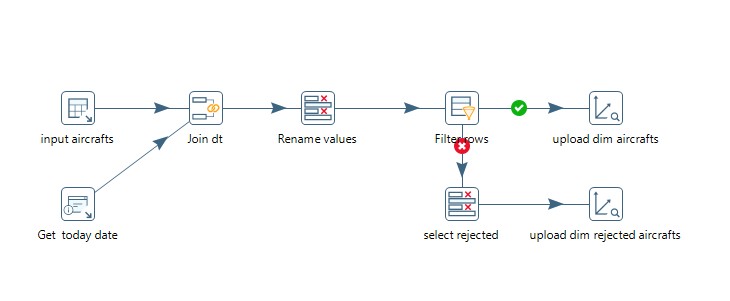 input aircrafts
Join dt
Rename values
Filter rows
upload dim aircrafts
Get today date
select rejected
upload dim rejected aircrafts